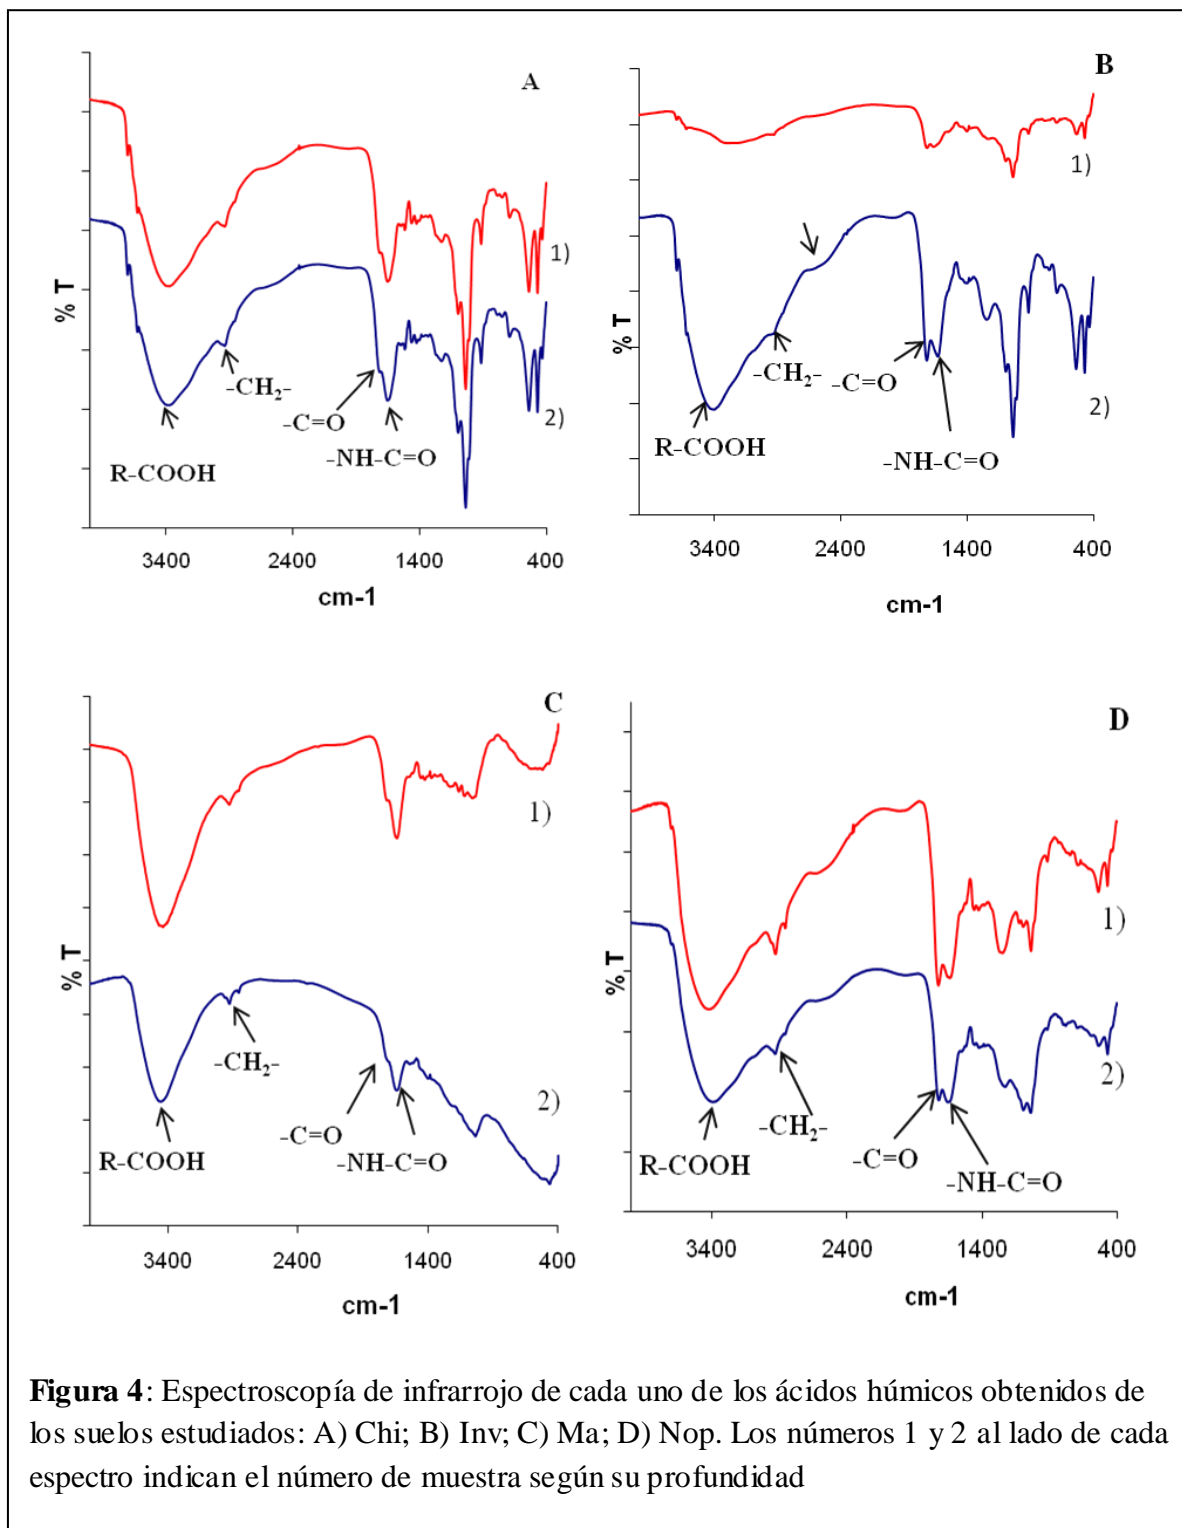 A
% T
1)
2)
-CH₂-
-C=O
-NH-C=O
R-COOH
3400 2400 1400 400
cm-1
B
% T
1)
2)
-CH₂-
-C=O
R-COOH
-NH-C=O
3400 2400 1400 400
cm-1
C
% T
1)
2)
-CH₂-
-C=O
R-COOH
-NH-C=O
3400 2400 1400 400
cm-1
D
% T
1)
2)
-CH₂-
-C=O
R-COOH
-NH-C=O
3400 2400 1400 400
cm-1
Figura 4: Espectroscopía de infrarrojo de cada uno de los ácidos húmicos obtenidos de
los suelos estudiados: A) Chi; B) Inv; C) Ma; D) Nop. Los números 1 y 2 al lado de cada
espectro indican el número de muestra según su profundidad